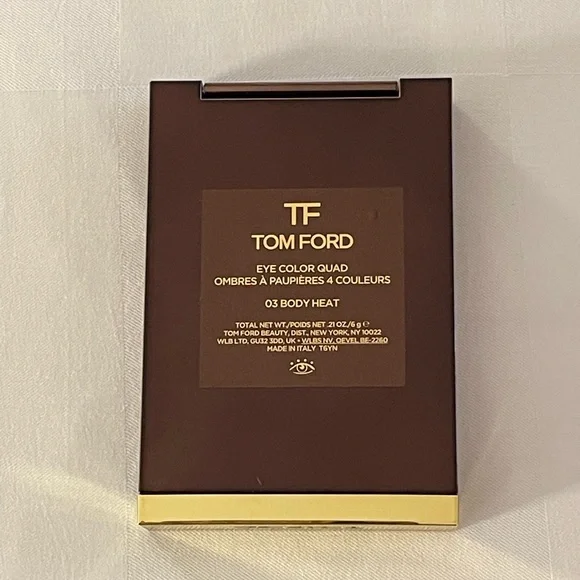 TF
TOM FORD
EYE COLOR QUAD
OMBRES À PAUPIÈRES 4 COULEURS
03 BODY HEAT
TOTAL NET WT./POIDS NET .21 OZ./6 g ℮
TOM FORD BEAUTY, DIST., NEW YORK, NY 10022
WLB LTD, GU32 3DD, UK • WLBS NV, OEVEL BE-2260
MADE IN ITALY T6YN